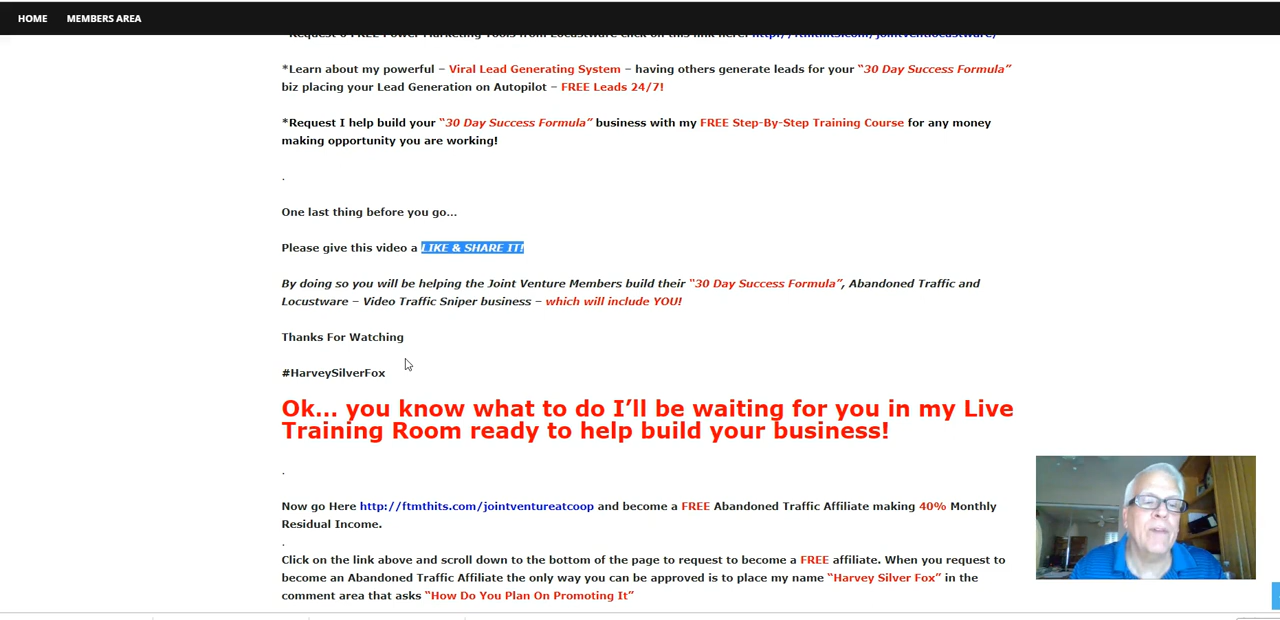 HOME MEMBERS AREA
*Request 6 FREE Power Marketing Tools from Locustware click on this link here: http://ftmthits.com/jointventlocustware/
*Learn about my powerful – Viral Lead Generating System – having others generate leads for your “30 Day Success Formula”
biz placing your Lead Generation on Autopilot – FREE Leads 24/7!
*Request I help build your “30 Day Success Formula” business with my FREE Step-By-Step Training Course for any money
making opportunity you are working!
.
One last thing before you go…
Please give this video a LIKE & SHARE IT!
By doing so you will be helping the Joint Venture Members build their “30 Day Success Formula”, Abandoned Traffic and
Locustware – Video Traffic Sniper business – which will include YOU!
Thanks For Watching
#HarveySilverFox
Ok… you know what to do I’ll be waiting for you in my Live
Training Room ready to help build your business!
.
Now go Here http://ftmthits.com/jointventureatcoop and become a FREE Abandoned Traffic Affiliate making 40% Monthly
Residual Income.
.
Click on the link above and scroll down to the bottom of the page to request to become a FREE affiliate. When you request to
become an Abandoned Traffic Affiliate the only way you can be approved is to place my name “Harvey Silver Fox” in the
comment area that asks “How Do You Plan On Promoting It”